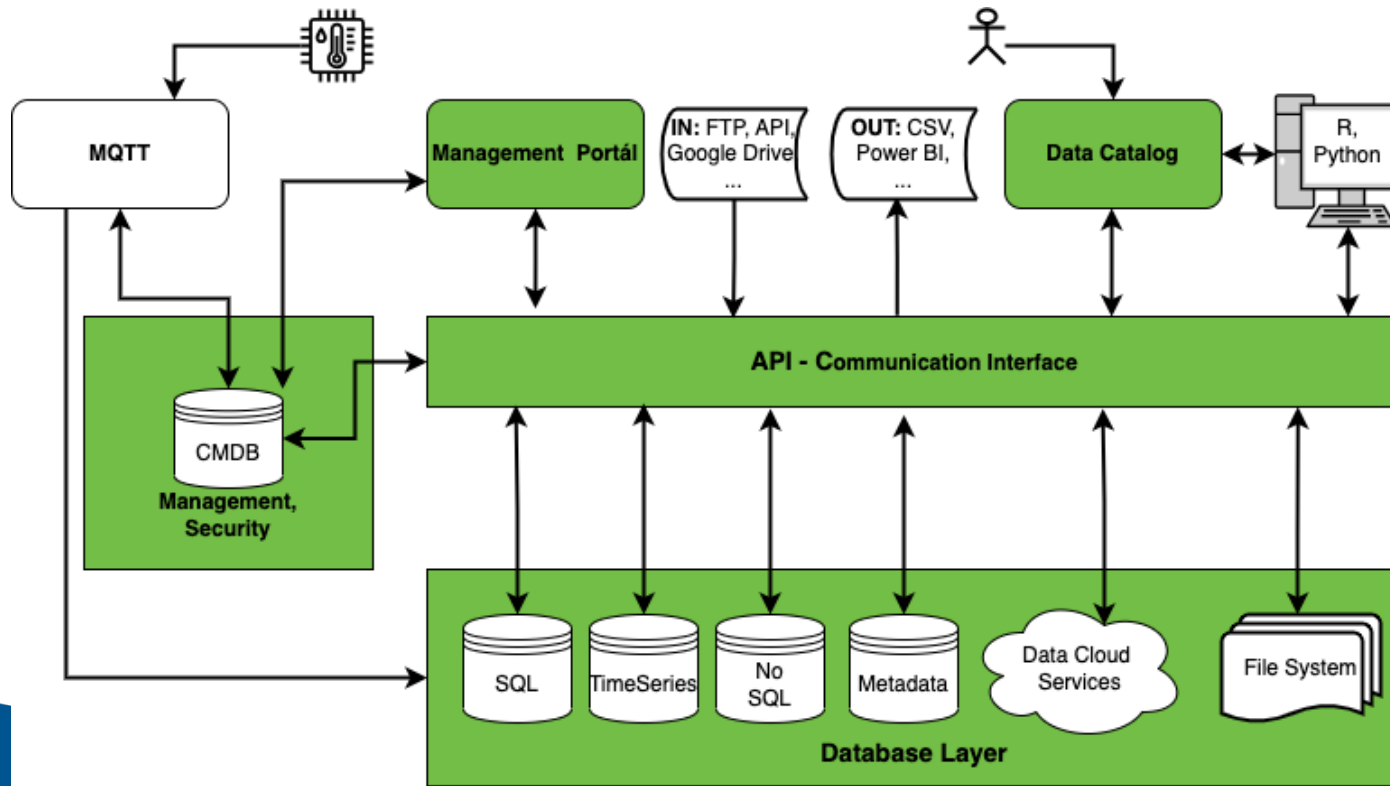 MQTT
Management Portál
IN: FTP, API,
Google Drive
...
OUT: CSV,
Power BI,
...
Data Catalog
R,
Python
API - Communication Interface
CMDB
Management,
Security
SQL
TimeSeries
No
SQL
Metadata
Data Cloud
Services
File System
Database Layer